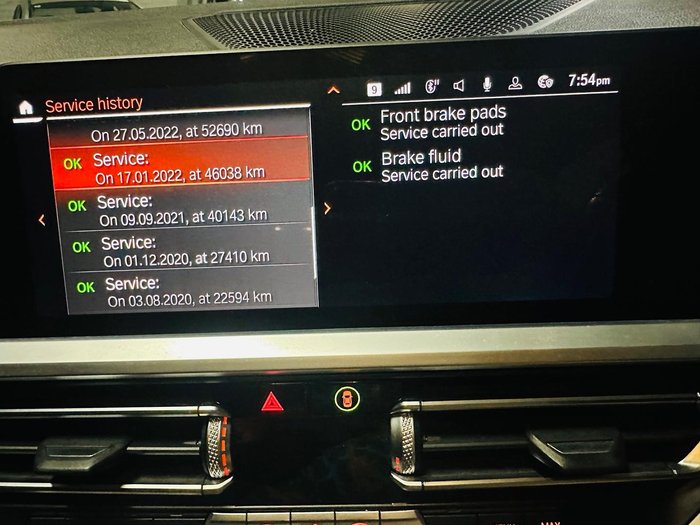 Service history
9
7:54pm
On 27.05.2022, at 52690 km
OK Service:
On 17.01.2022, at 46038 km
OK Service:
On 09.09.2021, at 40143 km
OK Service:
On 01.12.2020, at 27410 km
OK Service:
On 03.08.2020, at 22594 km
OK Front brake pads
Service carried out
OK Brake fluid
Service carried out
MAX